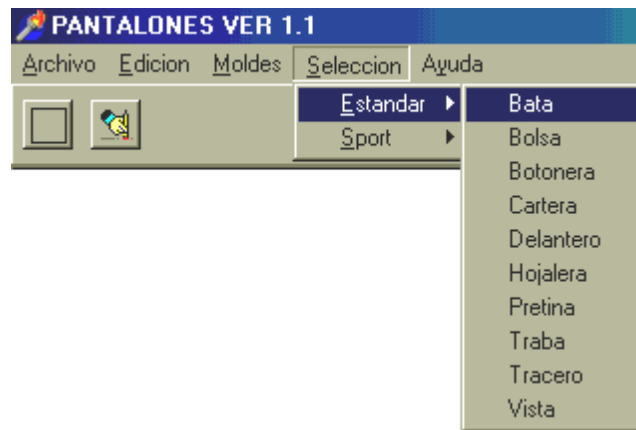 PANTALONES VER 1.1
Archivo Edicion Moldes Seleccion Ayuda
Estandar Bata
Sport Bolsa
Botonera
Cartera
Delantero
Hojalera
Pretina
Traba
Tracero
Vista